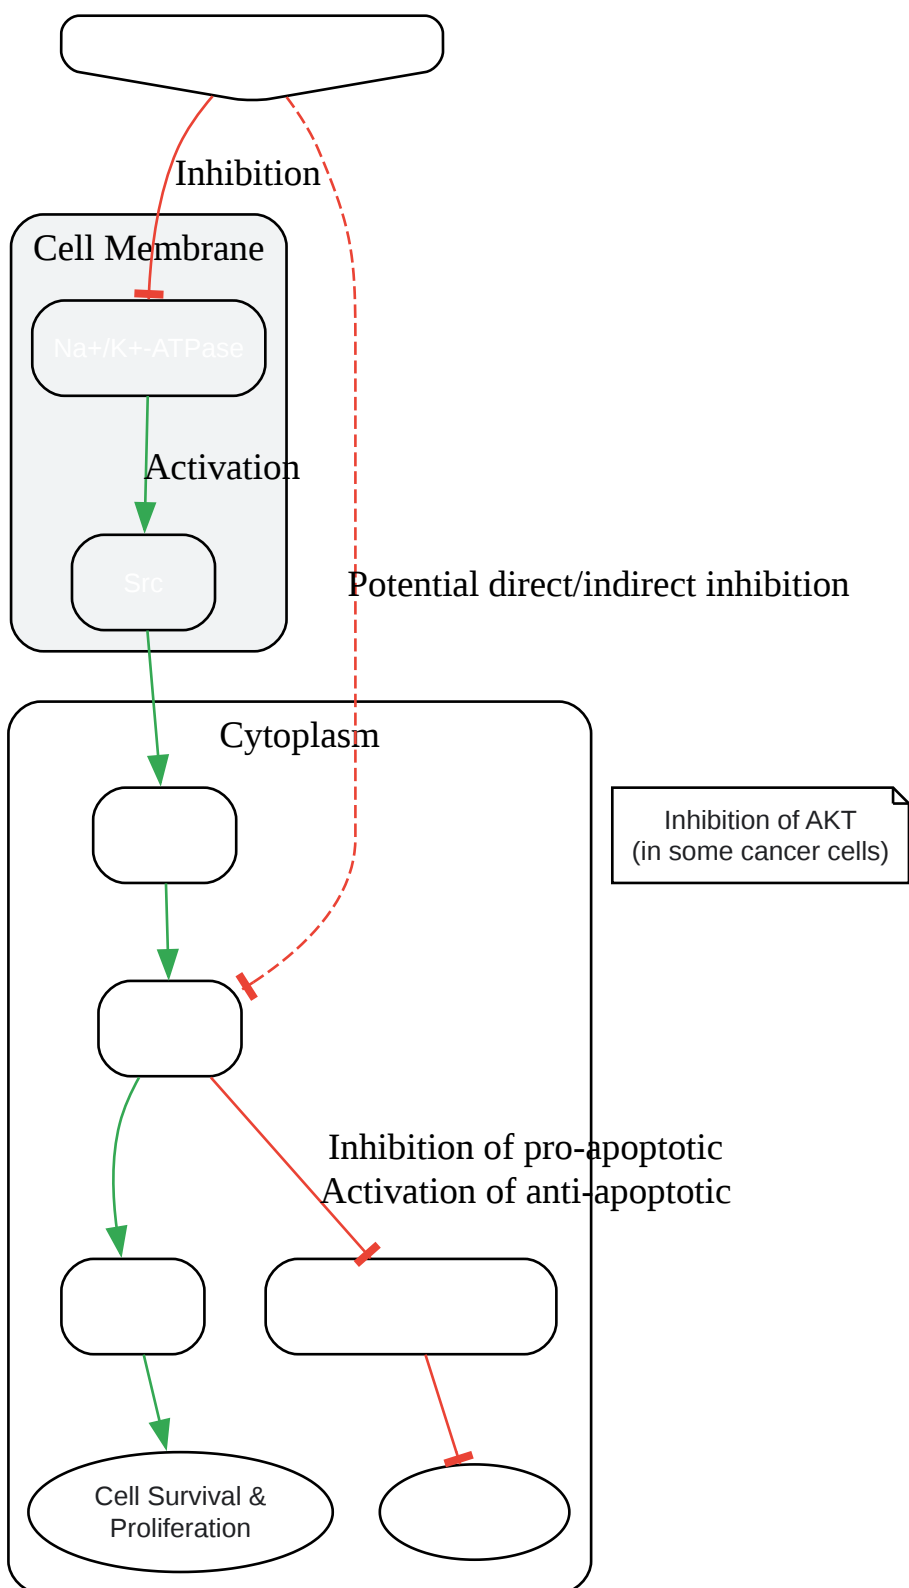 Inhibition
Cell Membrane
Na+/K+-ATPase
Activation
Src
Potential direct/indirect inhibition
Cytoplasm
Inhibition of AKT
(in some cancer cells)
Inhibition of pro-apoptotic
Activation of anti-apoptotic
Cell Survival &
Proliferation